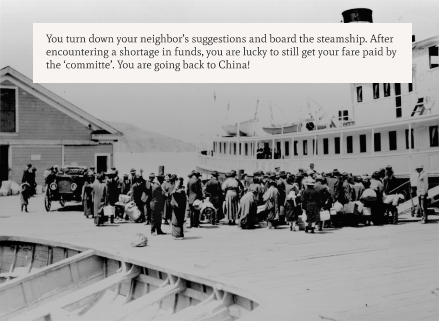 You turn down your neighbor's suggestions and board the steamship. After
encountering a shortage in funds, you are lucky to still get your fare paid by
the 'committe'. You are going back to China!